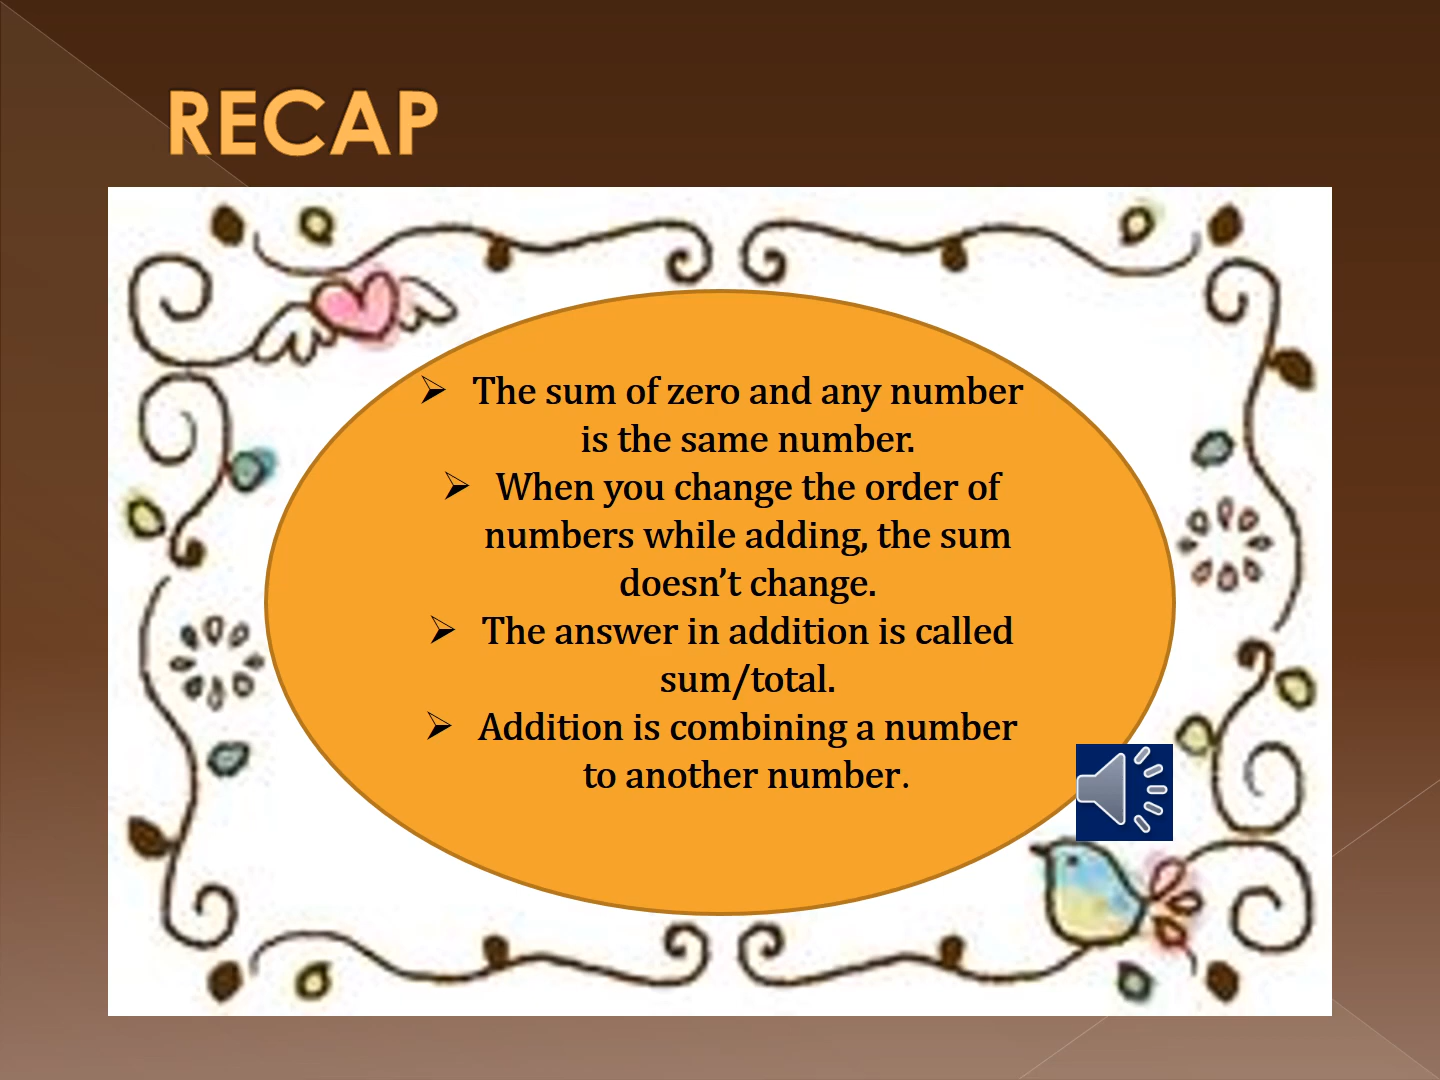 RECAP
➢ The sum of zero and any number
is the same number.
➢ When you change the order of
numbers while adding, the sum
doesn’t change.
➢ The answer in addition is called
sum/total.
➢ Addition is combining a number
to another number.